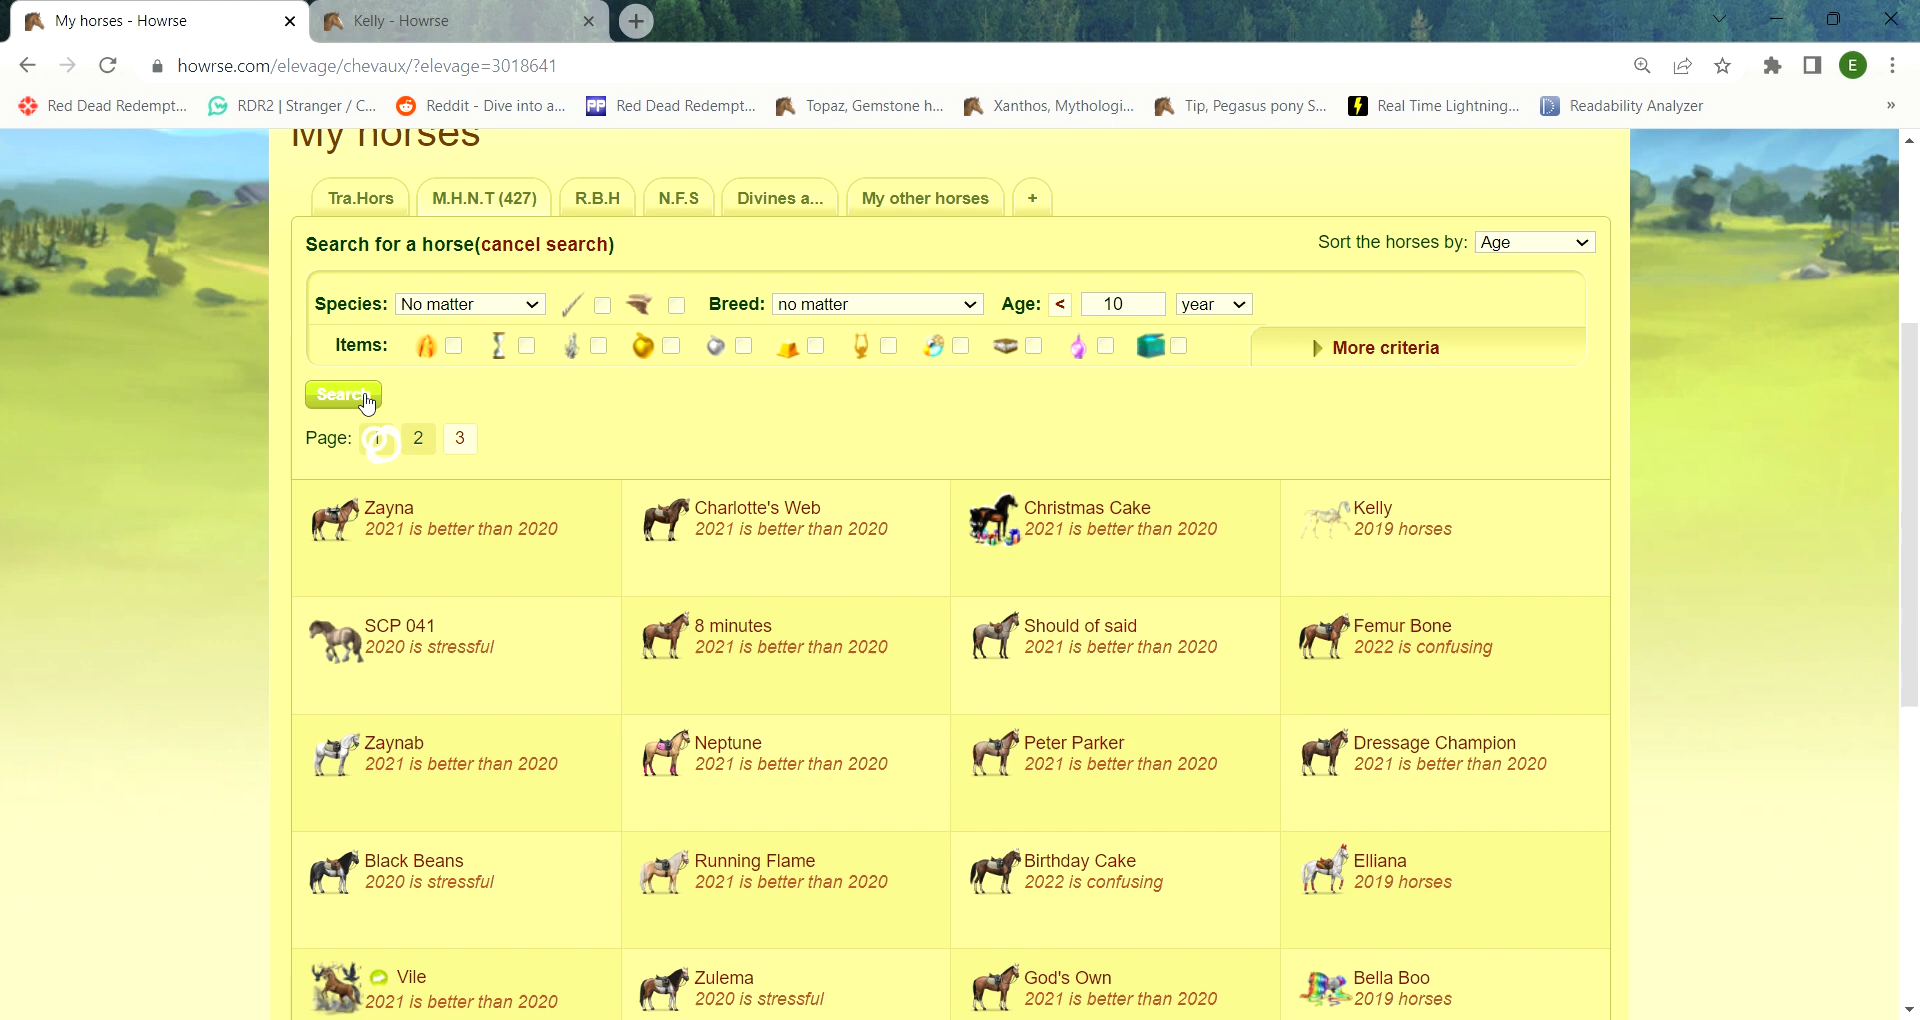 My horses - Howrse
Kelly - Howrse
E
howrse.com/elevage/chevaux/?elevage=3018641
Red Dead Redempt...
RDR2 | Stranger / C...
Reddit - Dive into a...
PP Red Dead Redempt...
Topaz, Gemstone h...
Xanthos, Mythologi...
Tip, Pegasus pony S...
Real Time Lightning...
Readability Analyzer
»
My horses
Tra.Hors
M.H.N.T (427)
R.B.H
N.F.S
Divines a...
My other horses
+
Search for a horse(cancel search)
Sort the horses by: Age
Species: No matter
Breed: no matter
Age: < 10 year
Items:
More criteria
Search
Page: 1 2 3
Zayna
2021 is better than 2020
Charlotte's Web
2021 is better than 2020
Christmas Cake
2021 is better than 2020
Kelly
2019 horses
SCP 041
2020 is stressful
8 minutes
2021 is better than 2020
Should of said
2021 is better than 2020
Femur Bone
2022 is confusing
Zaynab
2021 is better than 2020
Neptune
2021 is better than 2020
Peter Parker
2021 is better than 2020
Dressage Champion
2021 is better than 2020
Black Beans
2020 is stressful
Running Flame
2021 is better than 2020
Birthday Cake
2022 is confusing
Elliana
2019 horses
Vile
2021 is better than 2020
Zulema
2020 is stressful
God's Own
2021 is better than 2020
Bella Boo
2019 horses